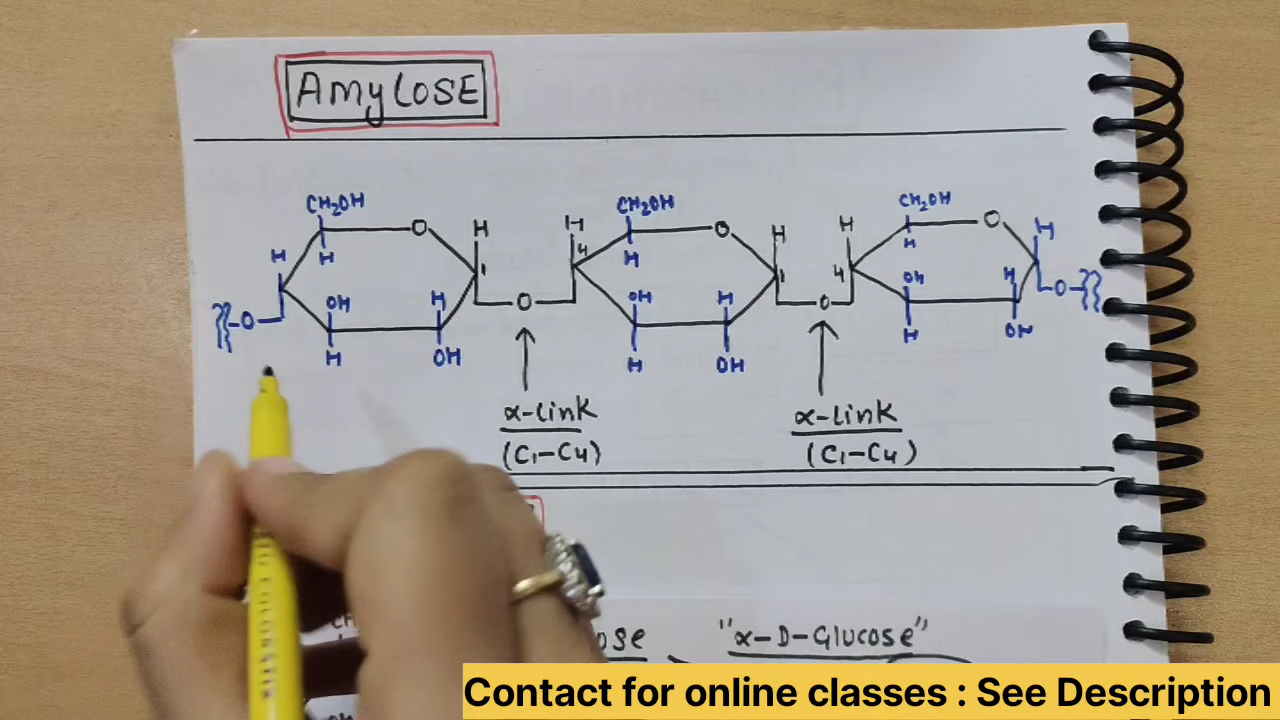 AMYLOSE
CH2OH CH2OH CH2OH
O H H O H H O H
H H 1 4 H 1 4 H
OH H OH H OH H
O O O O
H OH H OH H OH
α-Link α-Link
(C1-C4) (C1-C4)
ose "α-D-Glucose"
Contact for online classes : See Description